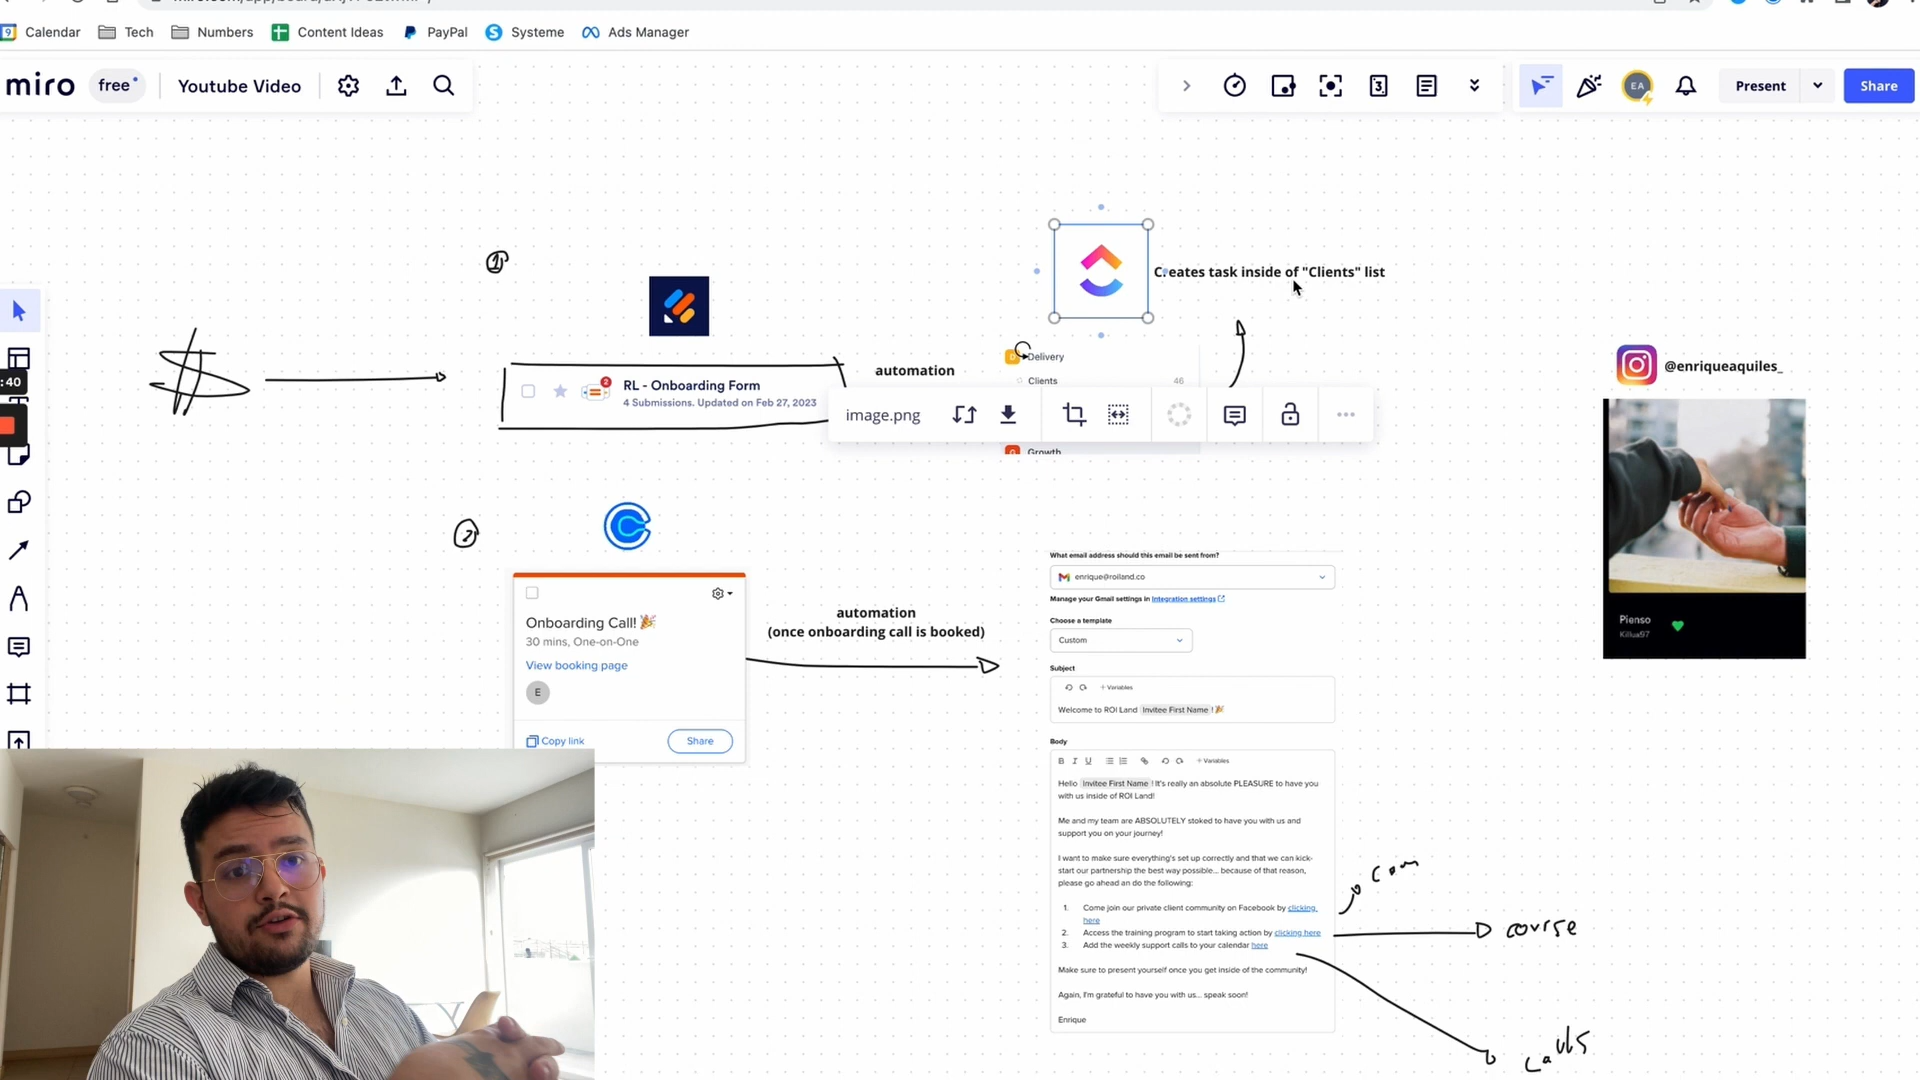 Calendar
Tech
Numbers
Content Ideas
PayPal
Systeme
Ads Manager
miro
free
Youtube Video
3
EA
Present
Share
Creates task inside of "Clients" list
:40
RL - Onboarding Form
4 Submissions. Updated on Feb 27, 2023
2
automation
Delivery
Clients 46
image.png
Growth
@enriqueaquiles_
Pienso
Killua97
1
2
Onboarding Call! 🎉
30 mins, One-on-One
View booking page
E
Copy link
Share
automation
(once onboarding call is booked)
What email address should this email be sent from?
enrique@roiland.co
Manage your Gmail settings in Integration settings
Choose a template
Custom
Subject
+ Variables
Welcome to ROI Land Invitee First Name ! 🎉
Body
B I U + Variables
Hello Invitee First Name ! It's really an absolute PLEASURE to have you
with us inside of ROI Land!
Me and my team are ABSOLUTELY stoked to have you with us and
support you on your journey!
I want to make sure everything's set up correctly and that we can kick-
start our partnership the best way possible... because of that reason,
please go ahead an do the following:
1. Come join our private client community on Facebook by clicking
here
2. Access the training program to start taking action by clicking here
3. Add the weekly support calls to your calendar here
Make sure to present yourself once you get inside of the community!
Again, I'm grateful to have you with us... speak soon!
Enrique
com
course
calls